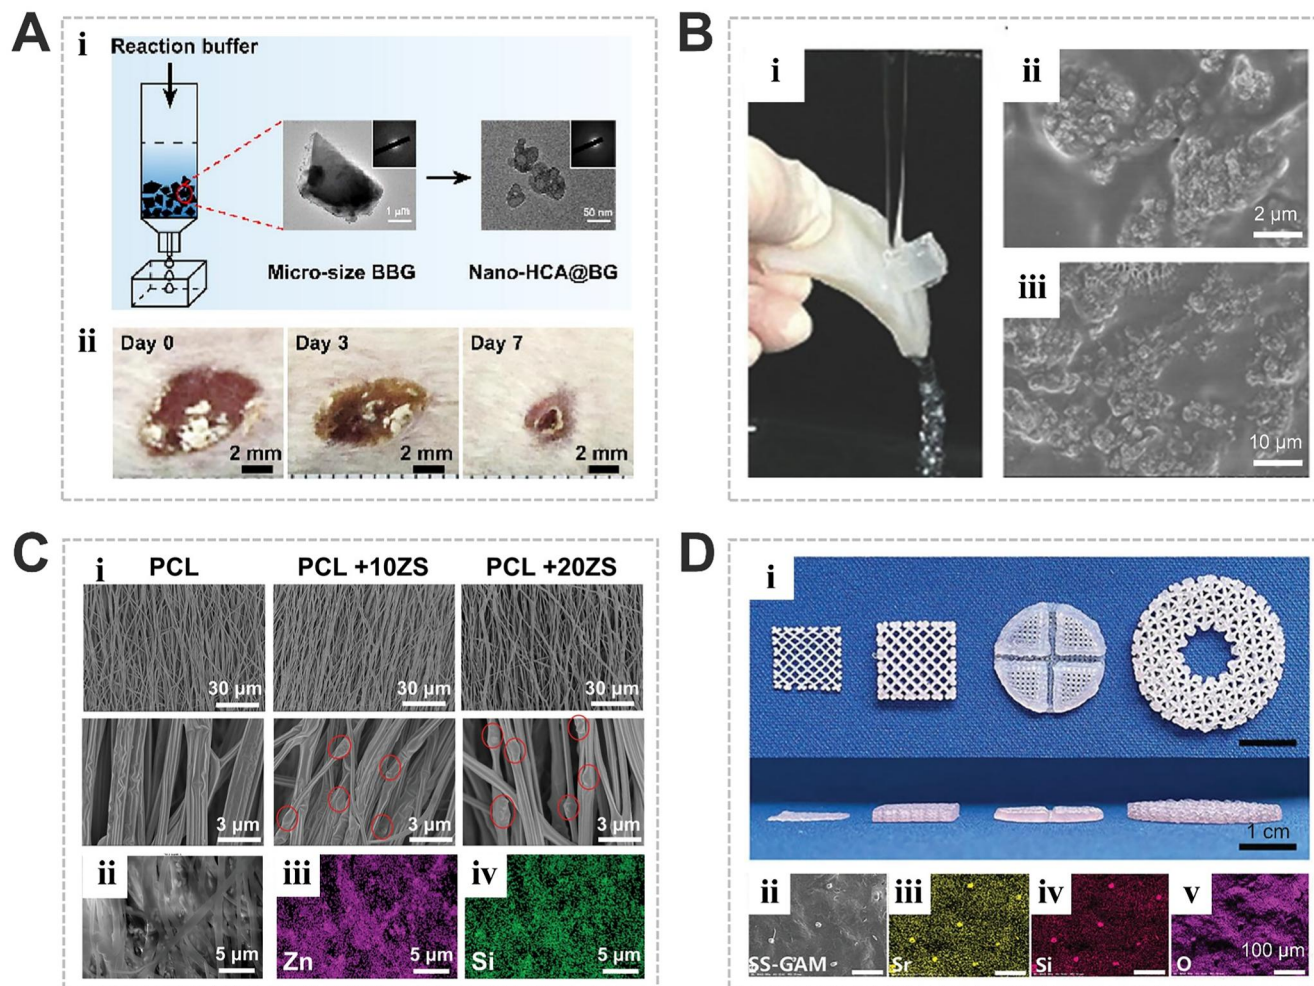 A
i
Reaction buffer
1 µm
50 nm
Micro-size BBG
Nano-HCA@BG
ii
Day 0
Day 3
Day 7
2 mm
2 mm
2 mm
B
i
ii
2 µm
iii
10 µm
C
i
PCL
PCL +10ZS
PCL +20ZS
30 µm
30 µm
30 µm
3 µm
3 µm
3 µm
ii
iii
iv
5 µm
Zn
5 µm
Si
5 µm
D
i
1 cm
ii
iii
iv
v
SS-GAM
Sr
Si
O
100 µm